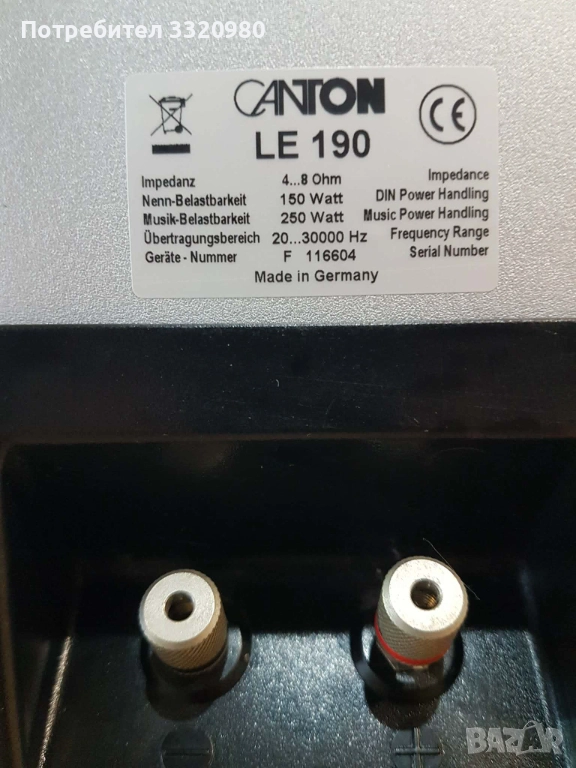 Потребител 3320980
CANTON
LE 190
CE
Impedanz 4...8 Ohm Impedance
Nenn-Belastbarkeit 150 Watt DIN Power Handling
Musik-Belastbarkeit 250 Watt Music Power Handling
Übertragungsbereich 20...30000 Hz Frequency Range
Geräte - Nummer F 116604 Serial Number
Made in Germany
BAZAR